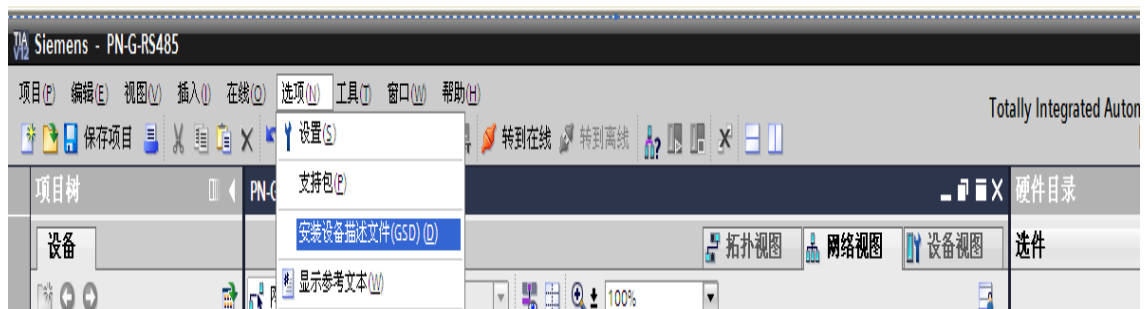 TIA V12 Siemens - PN-G-RS485
项目(P) 编辑(E) 视图(V) 插入(I) 在线(O) 选项(N) 工具(T) 窗口(W) 帮助(H)
Totally Integrated Autom
保存项目 设置(S) 转到在线 转到离线
支持包(P)
项目树 PN-G 硬件目录
安装设备描述文件(GSD) (D)
设备 拓扑视图 网络视图 设备视图 选件
显示参考文本(W)
100%